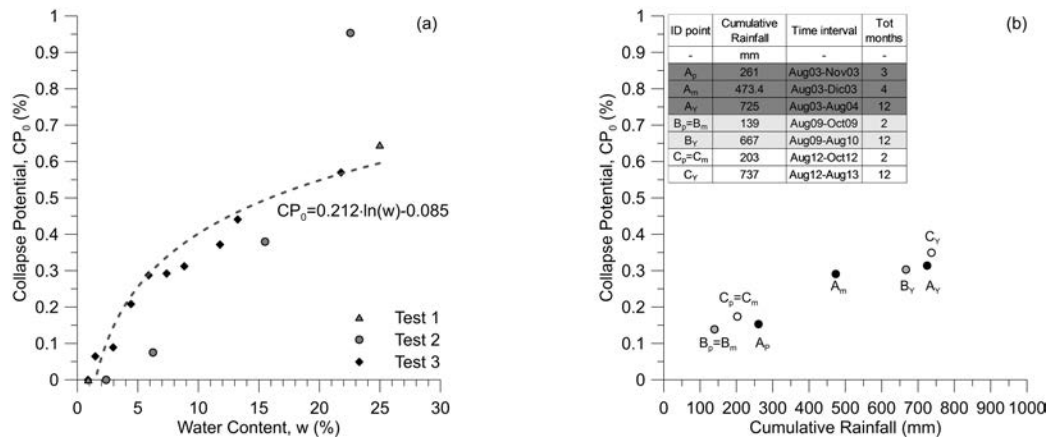 (a)
1
0.9
0.8
0.7
0.6
0.5
0.4
0.3
0.2
0.1
0
Collapse Potential, CP₀ (%)
CP₀=0.212·ln(w)-0.085
Test 1
Test 2
Test 3
0 5 10 15 20 25 30
Water Content, w (%)
(b)
1
0.9
0.8
0.7
0.6
0.5
0.4
0.3
0.2
0.1
0
Collapse Potential, CP₀ (%)
ID point Cumulative Rainfall Time interval Tot months
- mm - -
Aₚ 261 Aug03-Nov03 3
Aₘ 473.4 Aug03-Dic03 4
A_Y 725 Aug03-Aug04 12
Bₚ=Bₘ 139 Aug09-Oct09 2
B_Y 667 Aug09-Aug10 12
Cₚ=Cₘ 203 Aug12-Oct12 2
C_Y 737 Aug12-Aug13 12
C_Y
Aₘ B_Y A_Y
Cₚ=Cₘ
Bₚ=Bₘ Aₚ
0 100 200 300 400 500 600 700 800 900 1000
Cumulative Rainfall (mm)